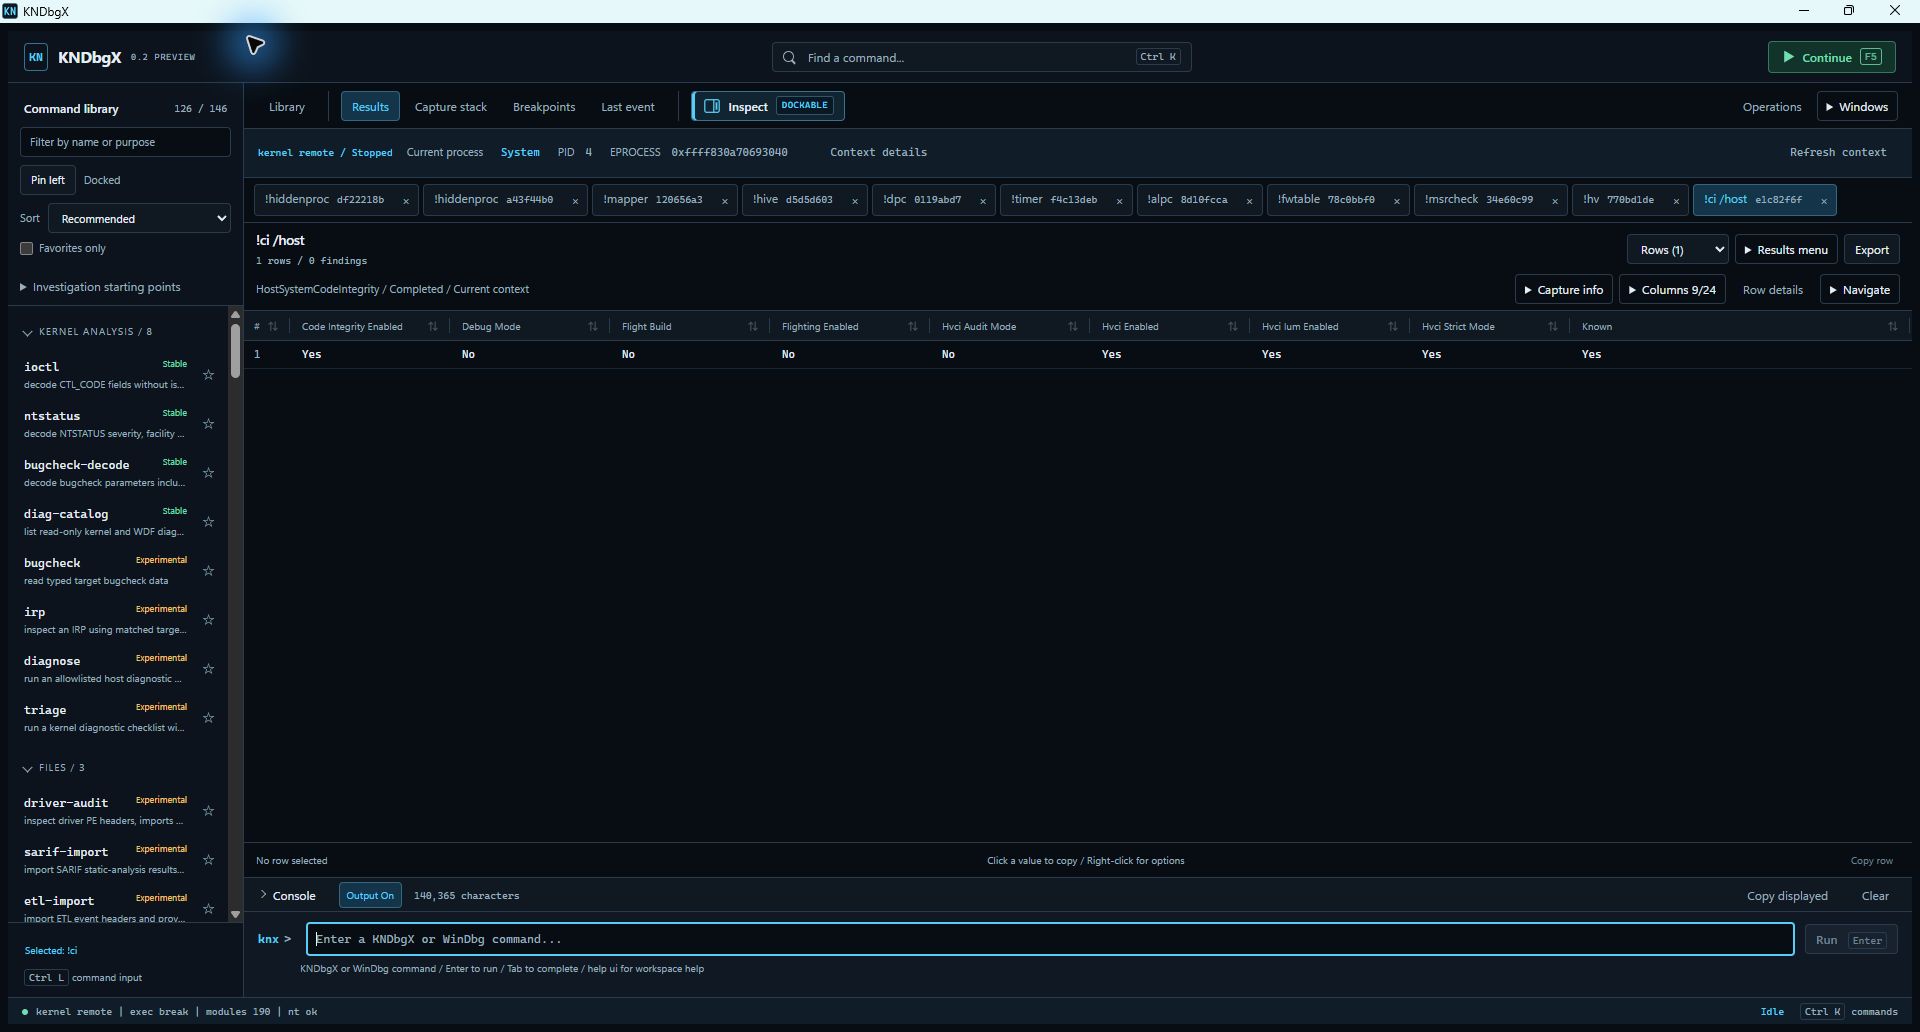 KN KNDbgX
KN KNDbgX 0.2 PREVIEW
Find a command... Ctrl K
Continue F5
Command library 126 / 146
Filter by name or purpose
Pin left Docked
Sort Recommended
Favorites only
Investigation starting points
KERNEL ANALYSIS / 8
ioctl Stable
decode CTL_CODE fields without is...
ntstatus Stable
decode NTSTATUS severity, facility ...
bugcheck-decode Stable
decode bugcheck parameters inclu...
diag-catalog Stable
list read-only kernel and WDF diag...
bugcheck Experimental
read typed target bugcheck data
irp Experimental
inspect an IRP using matched targe...
diagnose Experimental
run an allowlisted host diagnostic ...
triage Experimental
run a kernel diagnostic checklist wi...
FILES / 3
driver-audit Experimental
inspect driver PE headers, imports ...
sarif-import Experimental
import SARIF static-analysis results...
etl-import Experimental
import ETL event headers and prov...
Selected: !ci
Ctrl L command input
Library Results Capture stack Breakpoints Last event Inspect DOCKABLE Operations Windows
kernel remote / Stopped Current process System PID 4 EPROCESS 0xffff830a70693040 Context details Refresh context
!hiddenproc df22218b × !hiddenproc a43f44b0 × !mapper 120656a3 × !hive d5d5d603 × !dpc 0119abd7 × !timer f4c13deb × !alpc 8d10fcca × !fwtable 78c0bbf0 × !msrcheck 34e60c99 × !hv 770bd1de × !ci /host e1c82f6f ×
!ci /host
1 rows / 0 findings
Rows (1) Results menu Export
HostSystemCodeIntegrity / Completed / Current context
Capture info Columns 9/24 Row details Navigate
# Code Integrity Enabled Debug Mode Flight Build Flighting Enabled Hvci Audit Mode Hvci Enabled Hvci Ium Enabled Hvci Strict Mode Known
1 Yes No No No No Yes Yes Yes Yes
No row selected Click a value to copy / Right-click for options Copy row
Console Output On 140,365 characters Copy displayed Clear
knx > Enter a KNDbgX or WinDbg command... Run Enter
KNDbgX or WinDbg command / Enter to run / Tab to complete / help ui for workspace help
kernel remote | exec break | modules 190 | nt ok Idle Ctrl K commands